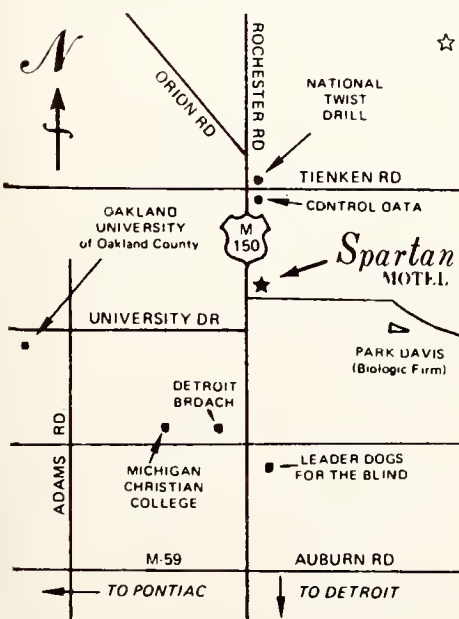 N
ORION RD
ROCHESTER RD
NATIONAL
TWIST
DRILL
TIENKEN RD
CONTROL DATA
OAKLAND
UNIVERSITY
of Oakland County
M
150
Spartan
MOTEL
UNIVERSITY DR
PARK DAVIS
(Biologic Firm)
DETROIT
BROACH
ADAMS RD
MICHIGAN
CHRISTIAN
COLLEGE
LEADER DOGS
FOR THE BLIND
M-59
AUBURN RD
TO PONTIAC
TO DETROIT